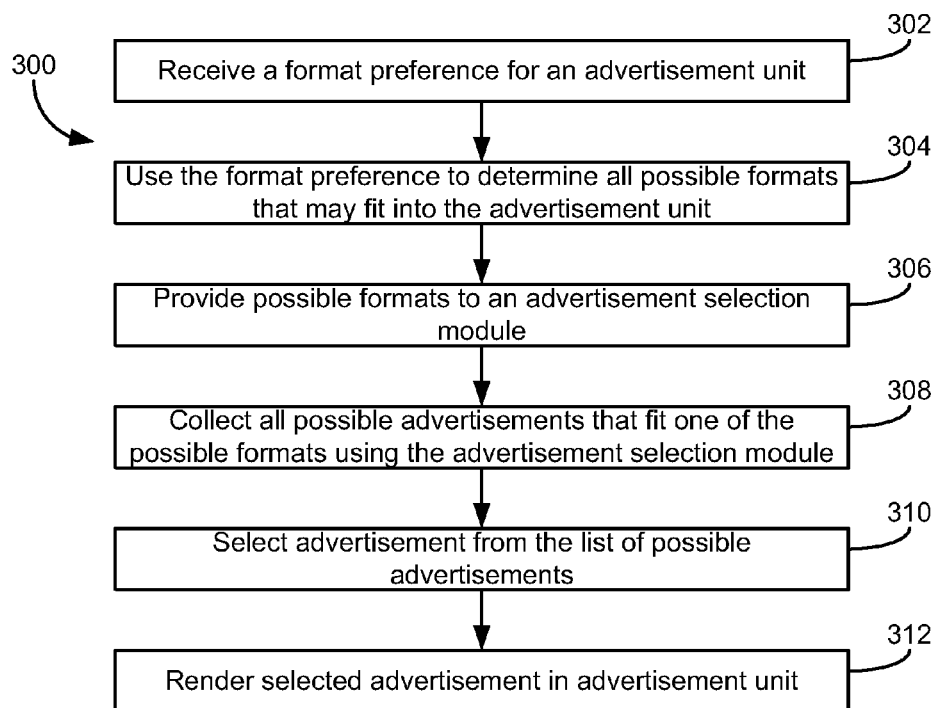 302
300
Receive a format preference for an advertisement unit
304
Use the format preference to determine all possible formats
that may fit into the advertisement unit
306
Provide possible formats to an advertisement selection
module
308
Collect all possible advertisements that fit one of the
possible formats using the advertisement selection module
310
Select advertisement from the list of possible
advertisements
312
Render selected advertisement in advertisement unit